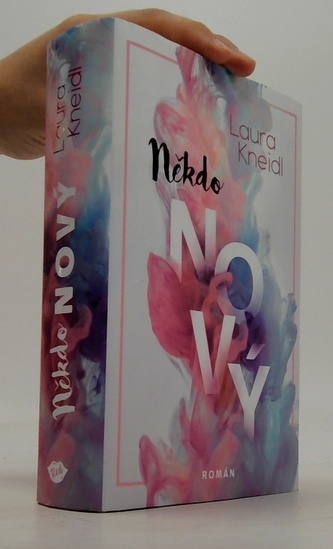 Laura
Kneidl
Někdo
NO
VÝ
ROMÁN
Někdo NOVÝ Laura
Kneidl